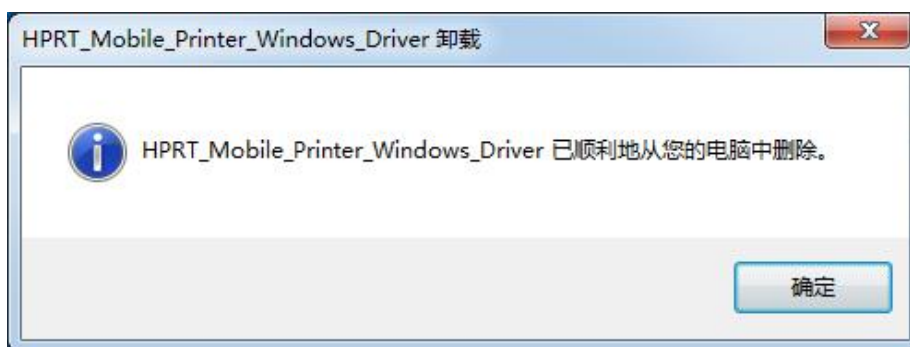 HPRT_Mobile_Printer_Windows_Driver 卸载
HPRT_Mobile_Printer_Windows_Driver 已顺利地从您的电脑中删除。
确定